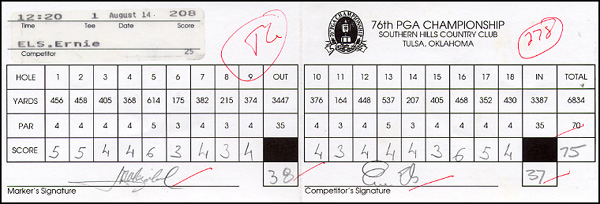 12:20 1 August 14. 208
Time Tee Date Score
ELS, Ernie
Competitor 25
76th PGA CHAMPIONSHIP
SOUTHERN HILLS COUNTRY CLUB
TULSA, OKLAHOMA
278
HOLE 1 2 3 4 5 6 7 8 9 OUT 10 11 12 13 14 15 16 17 18 IN TOTAL
YARDS 456 458 405 368 614 175 382 215 374 3447 376 164 448 537 207 405 468 352 430 3387 6834
PAR 4 4 4 4 5 3 4 3 4 35 4 3 4 5 3 4 4 4 4 35 70
SCORE 5 5 4 4 6 3 4 3 4 4 3 4 4 4 3 6 5 4 75
38 37
Marker's Signature Competitor's Signature